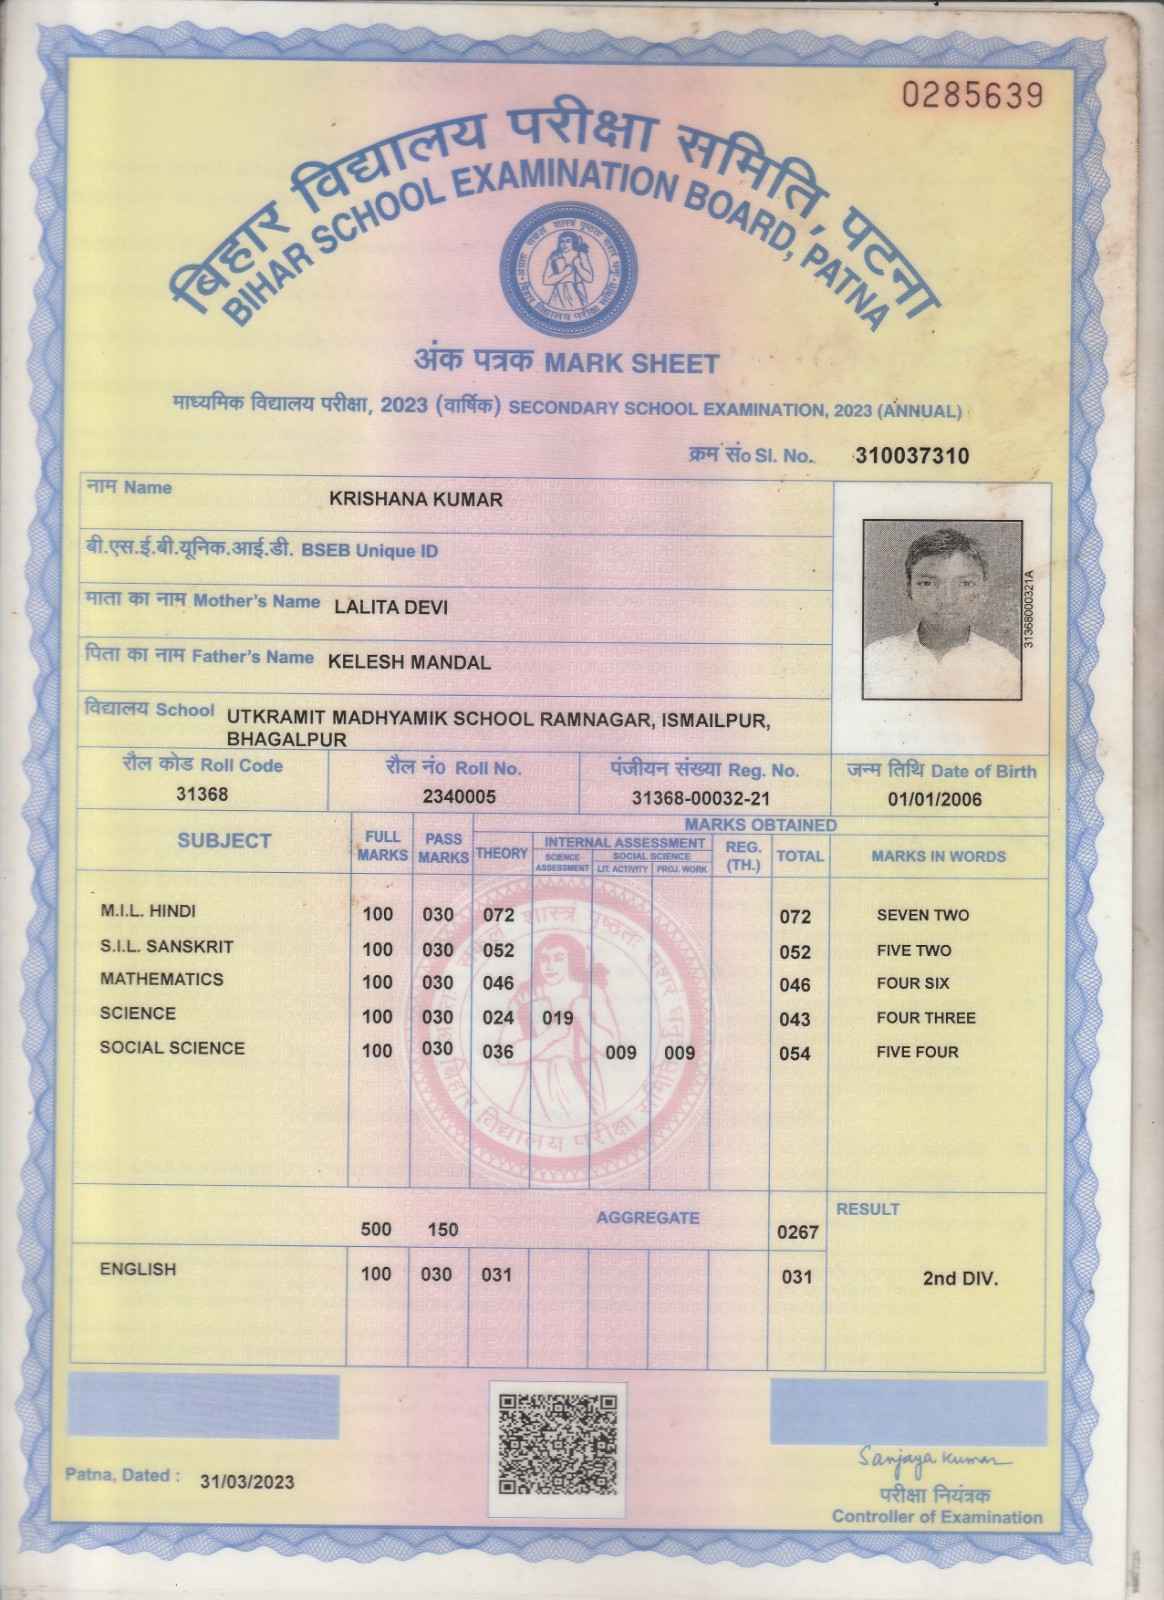 0285639
बिहार विद्यालय परीक्षा समिति, पटना
BIHAR SCHOOL EXAMINATION BOARD, PATNA
अंक पत्रक MARK SHEET
माध्यमिक विद्यालय परीक्षा, 2023 (वार्षिक) SECONDARY SCHOOL EXAMINATION, 2023 (ANNUAL)
क्रम सं० Sl. No. 310037310
नाम Name KRISHANA KUMAR
बी.एस.ई.बी.यूनिक.आई.डी. BSEB Unique ID
माता का नाम Mother's Name LALITA DEVI
पिता का नाम Father's Name KELESH MANDAL
31368000321A
विद्यालय School UTKRAMIT MADHYAMIK SCHOOL RAMNAGAR, ISMAILPUR,
BHAGALPUR
रौल कोड Roll Code रौल नं० Roll No. पंजीयन संख्या Reg. No. जन्म तिथि Date of Birth
31368 2340005 31368-00032-21 01/01/2006
SUBJECT FULL MARKS PASS MARKS MARKS OBTAINED
THEORY INTERNAL ASSESSMENT REG. (TH.) TOTAL MARKS IN WORDS
SCIENCE ASSESSMENT SOCIAL SCIENCE
LIT. ACTIVITY PROJ. WORK
M.I.L. HINDI 100 030 072 072 SEVEN TWO
S.I.L. SANSKRIT 100 030 052 052 FIVE TWO
MATHEMATICS 100 030 046 046 FOUR SIX
SCIENCE 100 030 024 019 043 FOUR THREE
SOCIAL SCIENCE 100 030 036 009 009 054 FIVE FOUR
बिहार विद्यालय परीक्षा समिति
500 150 AGGREGATE 0267 RESULT
ENGLISH 100 030 031 031 2nd DIV.
Patna, Dated : 31/03/2023
Sanjaya Kumar
परीक्षा नियंत्रक
Controller of Examination